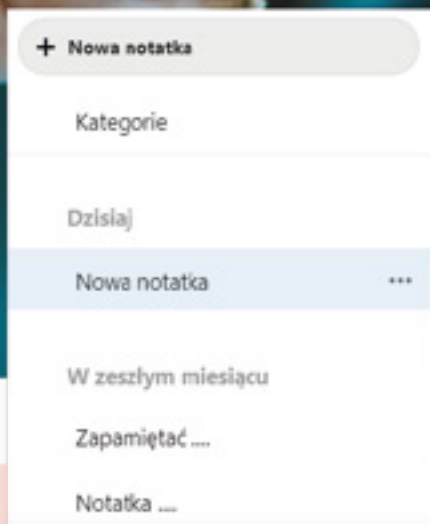 + Nowa notatka
Kategorie
Dzisiaj
Nowa notatka ...
W zeszłym miesiącu
Zapamiętać ....
Notatka ....